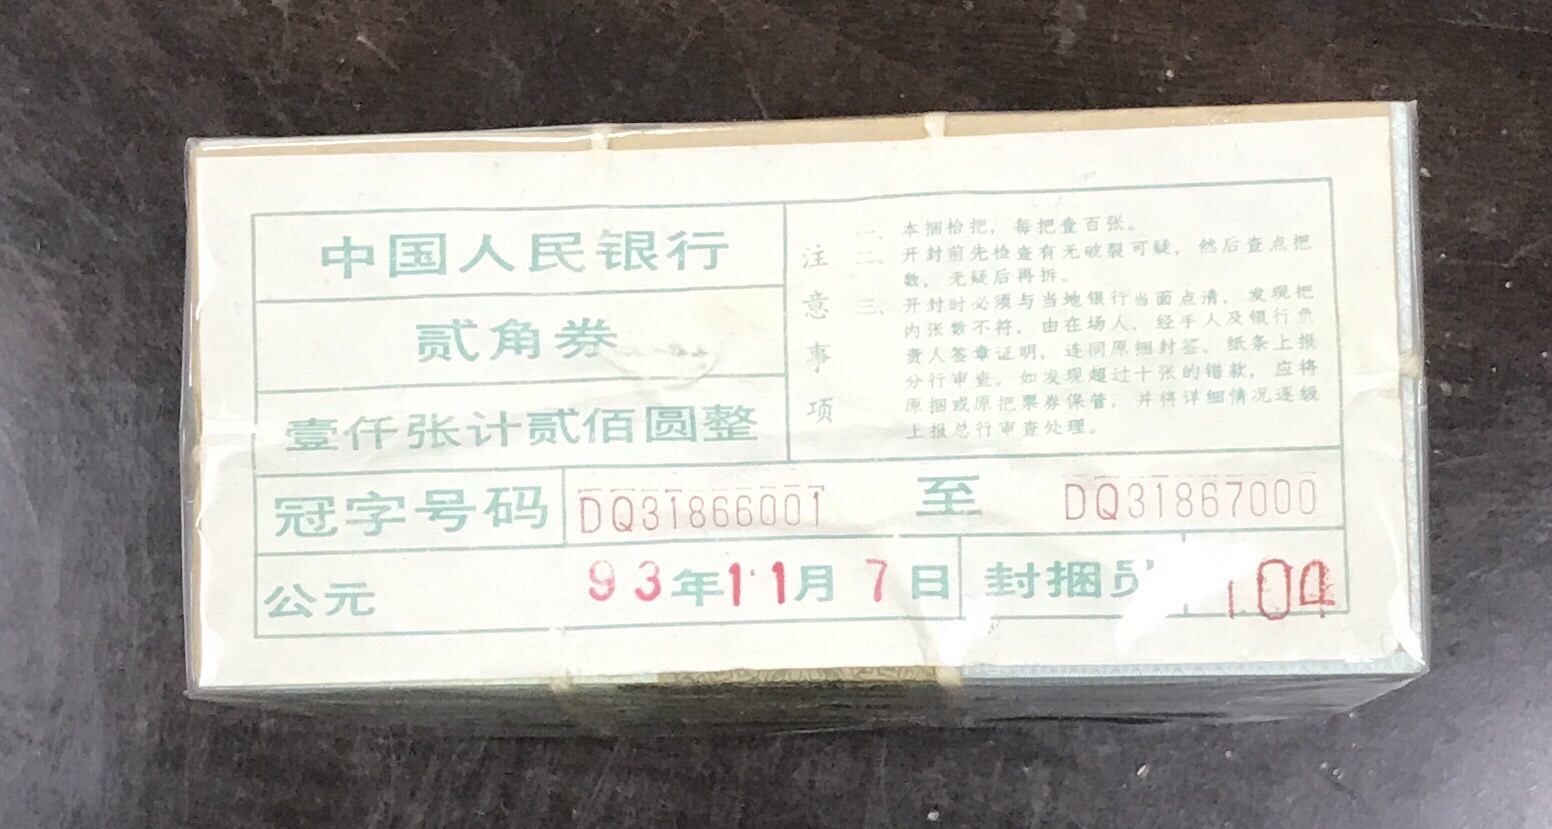 中国人民银行
贰角券
壹仟张计贰佰圆整
注意事项
一、本捆拾把，每把壹百张。
二、开封前先检查有无破裂可疑，然后查点把
数，无疑后再拆。
三、开封时必须与当地银行当面点清，发现把
内张数不符，由在场人、经手人及银行负
责人签章证明，连同原捆封签、纸条上报
分行审查。如发现超过十张的错款，应将
原捆或原把票券保管，并将详细情况逐级
上报总行审查处理。
冠字号码 DQ31866001 至 DQ31867000
公元 93年11月7日 封捆员 104